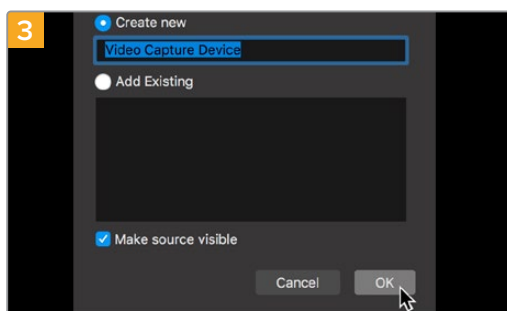 3
Create new
Video Capture Device
Add Existing
Make source visible
Cancel OK